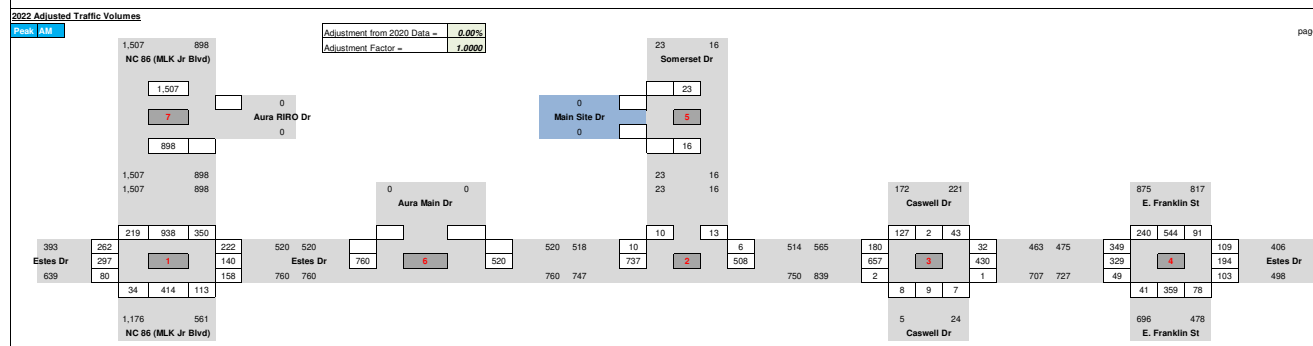 2022 Adjusted Traffic Volumes
Peak AM
Adjustment from 2020 Data = 0.00%
pag
1,507 898 Adjustment Factor = 1.0000 23 16
NC 86 (MLK Jr Blvd) Somerset Dr
1,507 23
0 0
7 Aura RIRO Dr Main Site Dr 5
0 0
898 16
1,507 898 23 16
1,507 898 0 0 23 16 172 221 875 817
Aura Main Dr Caswell Dr E. Franklin St
219 938 350 10 13 127 2 43 240 544 91
393 262 222 520 520 520 518 10 6 514 565 180 32 463 475 349 109 406
Estes Dr 297 1 140 Estes Dr 760 6 520 737 2 508 657 3 430 329 4 194 Estes Dr
639 80 158 760 760 760 747 750 839 2 1 707 727 49 103 498
34 414 113 8 9 7 41 359 78
1,176 561 5 24 696 478
NC 86 (MLK Jr Blvd) Caswell Dr E. Franklin St